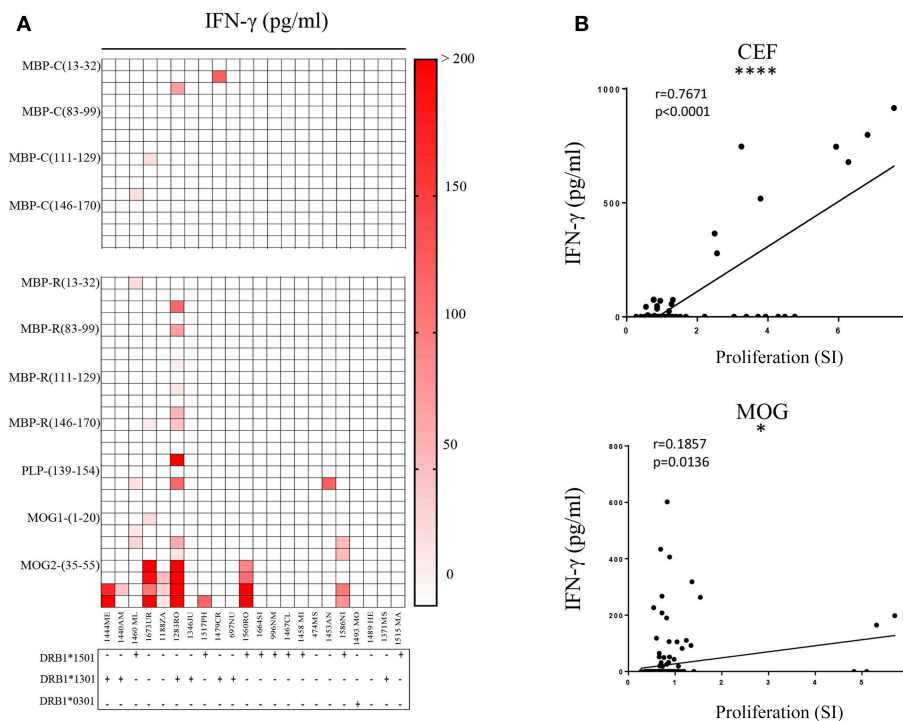 A
IFN-γ (pg/ml)
MBP-C(13-32)
MBP-C(83-99)
MBP-C(111-129)
MBP-C(146-170)
MBP-R(13-32)
MBP-R(83-99)
MBP-R(111-129)
MBP-R(146-170)
PLP-(139-154)
MOG1-(1-20)
MOG2-(35-55)
> 200
150
100
50
0
1444ME 1440AM 1460 ML 1673UR 1188ZA 1283RO 1346JU 1517PH 1479CR 697NU 1560RO 1664S1 996NM 1467CL 1458 MI 474MS 1453AN 1586NI 1493 MO 1489 HE 1371MS 1515 MA
DRB1*1501 - - + - - - - + - - + + + + + - - + - - - +
DRB1*1301 + + - - - + + - + + - - - - - - - - - - + -
DRB1*0301 - - - - - - - - - - - - - - - - - - + - - -
B
CEF
****
r=0.7671
p<0.0001
IFN-γ (pg/ml)
1000
500
0
0 2 4 6
Proliferation (SI)
MOG
*
r=0.1857
p=0.0136
IFN-γ (pg/ml)
800
600
400
200
0
0 1 2 3 4 5
Proliferation (SI)